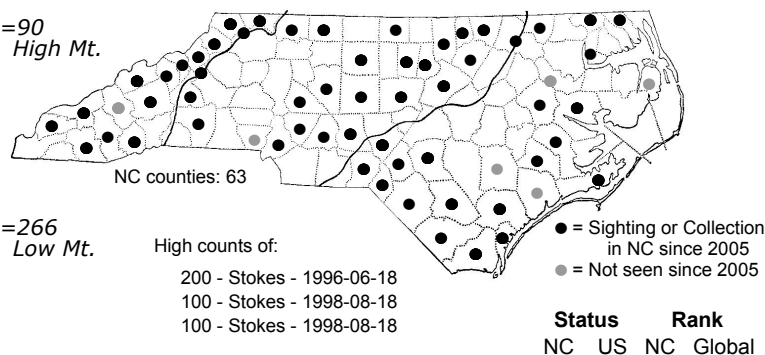 =90
High Mt.
NC counties: 63
=266
Low Mt.
High counts of:
200 - Stokes - 1996-06-18
100 - Stokes - 1998-08-18
100 - Stokes - 1998-08-18
= Sighting or Collection
in NC since 2005
= Not seen since 2005
Status Rank
NC US NC Global